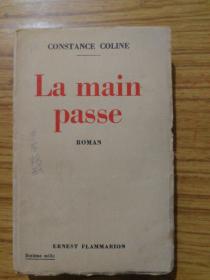 CONSTANCE COLINE
La main
passe
ROMAN
ERNEST FLAMMARION